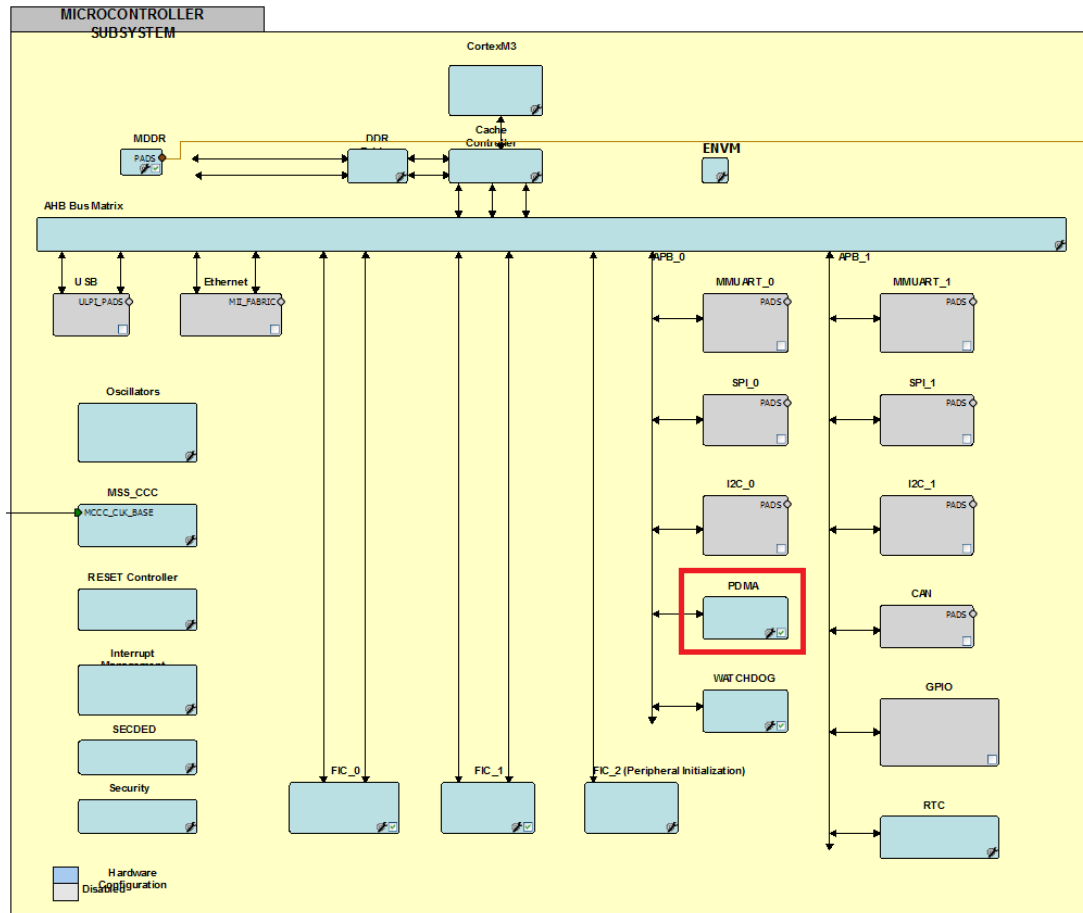 MICROCONTROLLER
SUBSYSTEM
CortexM3
MDDR
PADS
DDR
Cache
Controller
ENVM
AHB Bus Matrix
APB_0
APB_1
USB
ULPI_PADS
Ethernet
MII_FABRIC
MMUART_0
PADS
MMUART_1
PADS
Oscillators
SPI_0
PADS
SPI_1
PADS
MSS_CCC
MCCC_CLK_BASE
I2C_0
PADS
I2C_1
PADS
RESET Controller
PDMA
CAN
PADS
Interrupt
Management
WATCHDOG
GPIO
SECDED
FIC_0
FIC_1
FIC_2 (Peripheral Initialization)
Security
RTC
Hardware
Configuration
Disabled